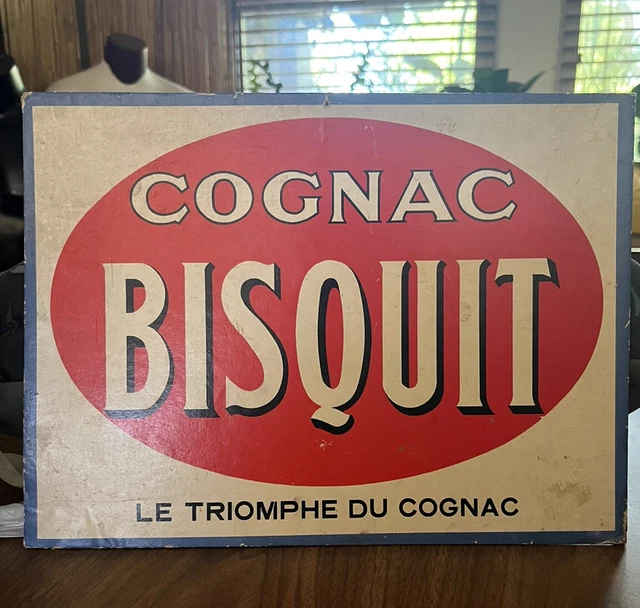 COGNAC
BISQUIT
LE TRIOMPHE DU COGNAC